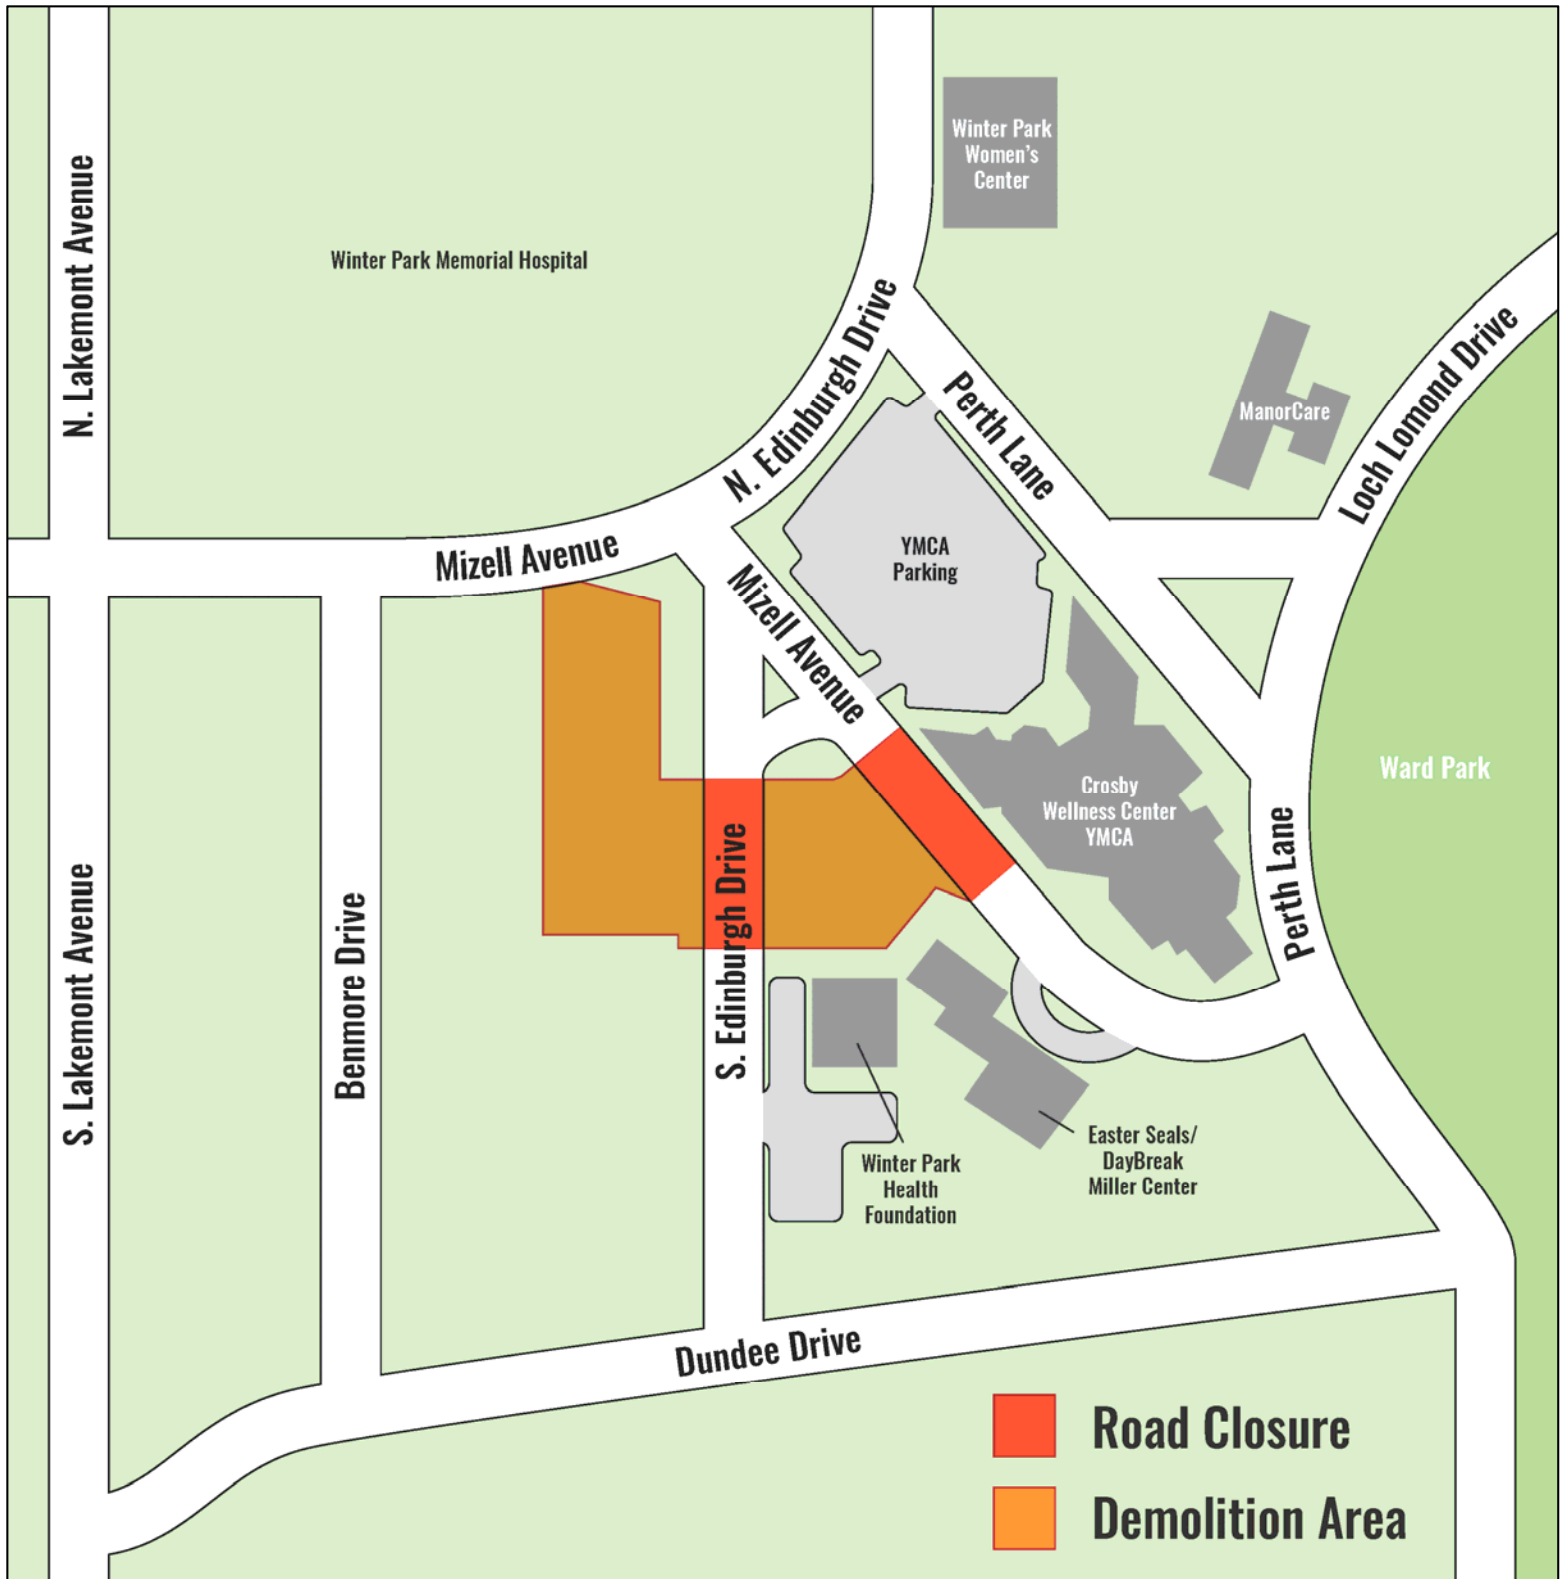 Winter Park
Women's
Center
N. Lakemont Avenue
Winter Park Memorial Hospital
N. Edinburgh Drive
Perth Lane
ManorCare
Loch Lomond Drive
Mizell Avenue
YMCA
Parking
Mizell Avenue
Ward Park
Crosby
Wellness Center
YMCA
Perth Lane
S. Lakemont Avenue
Benmore Drive
S. Edinburgh Drive
Winter Park
Health
Foundation
Easter Seals/
DayBreak
Miller Center
Dundee Drive
Road Closure
Demolition Area